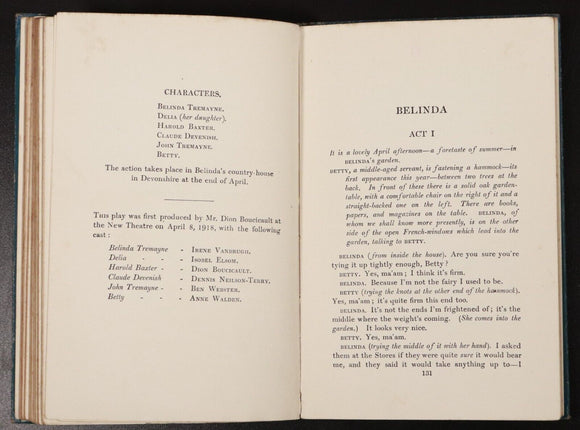 CHARACTERS.
BELINDA TREMAYNE.
DELIA (her daughter).
HAROLD BAXTER.
CLAUDE DEVENISH.
JOHN TREMAYNE.
BETTY.
The action takes place in Belinda's country-house
in Devonshire at the end of April.
This play was first produced by Mr. Dion Boucicault at
the New Theatre on April 8, 1918, with the following
cast:
Belinda Tremayne - IRENE VANBRUGH.
Delia - - ISOBEL ELSOM.
Harold Baxter - - DION BOUCICAULT.
Claude Devenish - DENNIS NEILSON-TERRY.
John Tremayne - - BEN WEBSTER.
Betty - - - ANNE WALDEN.
BELINDA
ACT I
It is a lovely April afternoon—a foretaste of summer—in
BELINDA'S garden.
BETTY, a middle-aged servant, is fastening a hammock—its
first appearance this year—between two trees at the
back. In front of these there is a solid oak garden-
table, with a comfortable chair on the right of it and a
straight-backed one on the left. There are books,
papers, and magazines on the table. BELINDA, of
whom we shall know more presently, is on the other
side of the open French-windows which lead into the
garden, talking to BETTY.
BELINDA (from inside the house). Are you sure you're
tying it up tightly enough, Betty?
BETTY. Yes, ma'am; I think it's firm.
BELINDA. Because I'm not the fairy I used to be.
BETTY (trying the knots at the other end of the hammock).
Yes, ma'am; it's quite firm this end too.
BELINDA. It's not the ends I'm frightened of; it's the
middle where the weight's coming. (She comes into the
garden.) It looks very nice.
BETTY. Yes, ma'am.
BELINDA (trying the middle of it with her hand). I asked
them at the Stores if they were quite sure it would bear
me, and they said it would take anything up to—I
131